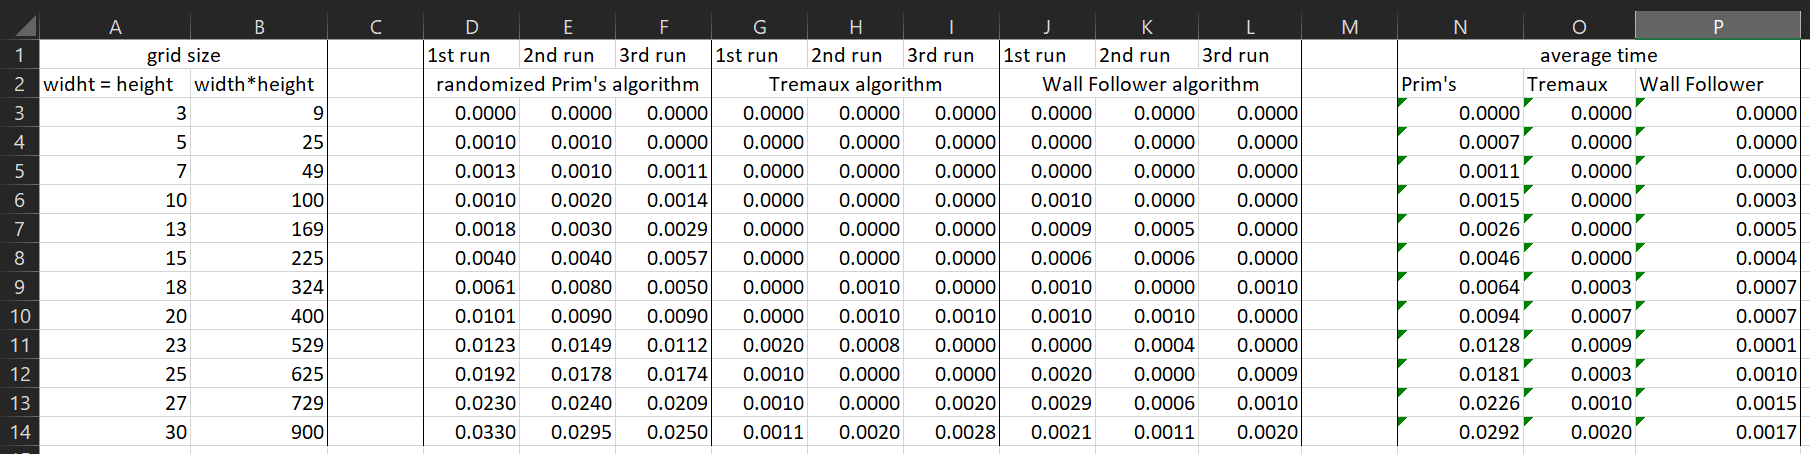 A B C D E F G H I J K L M N O P
1 grid size 1st run 2nd run 3rd run 1st run 2nd run 3rd run 1st run 2nd run 3rd run average time
2 widht = height width*height randomized Prim's algorithm Tremaux algorithm Wall Follower algorithm Prim's Tremaux Wall Follower
3 3 9 0.0000 0.0000 0.0000 0.0000 0.0000 0.0000 0.0000 0.0000 0.0000 0.0000 0.0000 0.0000
4 5 25 0.0010 0.0010 0.0000 0.0000 0.0000 0.0000 0.0000 0.0000 0.0000 0.0007 0.0000 0.0000
5 7 49 0.0013 0.0010 0.0011 0.0000 0.0000 0.0000 0.0000 0.0000 0.0000 0.0011 0.0000 0.0000
6 10 100 0.0010 0.0020 0.0014 0.0000 0.0000 0.0000 0.0010 0.0000 0.0000 0.0015 0.0000 0.0003
7 13 169 0.0018 0.0030 0.0029 0.0000 0.0000 0.0000 0.0009 0.0005 0.0000 0.0026 0.0000 0.0005
8 15 225 0.0040 0.0040 0.0057 0.0000 0.0000 0.0000 0.0006 0.0006 0.0000 0.0046 0.0000 0.0004
9 18 324 0.0061 0.0080 0.0050 0.0000 0.0010 0.0000 0.0010 0.0000 0.0010 0.0064 0.0003 0.0007
10 20 400 0.0101 0.0090 0.0090 0.0000 0.0010 0.0010 0.0010 0.0010 0.0000 0.0094 0.0007 0.0007
11 23 529 0.0123 0.0149 0.0112 0.0020 0.0008 0.0000 0.0000 0.0004 0.0000 0.0128 0.0009 0.0001
12 25 625 0.0192 0.0178 0.0174 0.0010 0.0000 0.0000 0.0020 0.0000 0.0009 0.0181 0.0003 0.0010
13 27 729 0.0230 0.0240 0.0209 0.0010 0.0000 0.0020 0.0029 0.0006 0.0010 0.0226 0.0010 0.0015
14 30 900 0.0330 0.0295 0.0250 0.0011 0.0020 0.0028 0.0021 0.0011 0.0020 0.0292 0.0020 0.0017